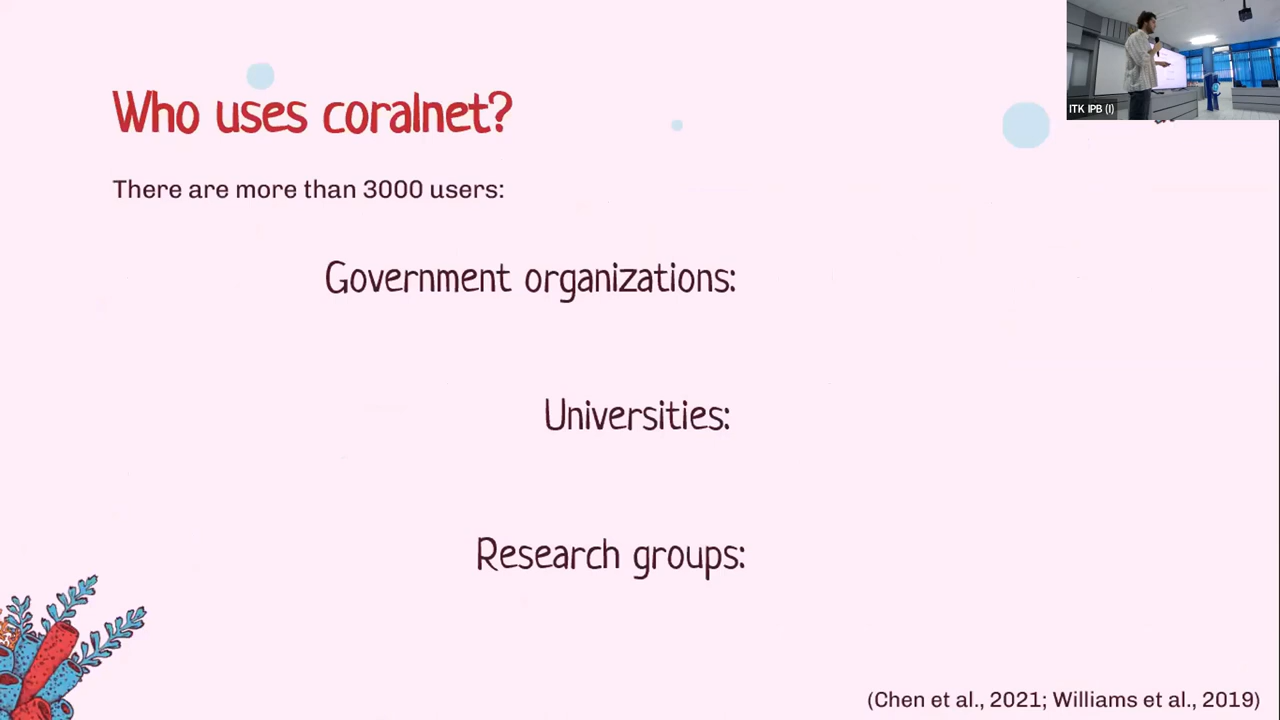 Who uses coralnet?
ITK IPB (I)
There are more than 3000 users:
Government organizations:
Universities:
Research groups:
(Chen et al., 2021; Williams et al., 2019)